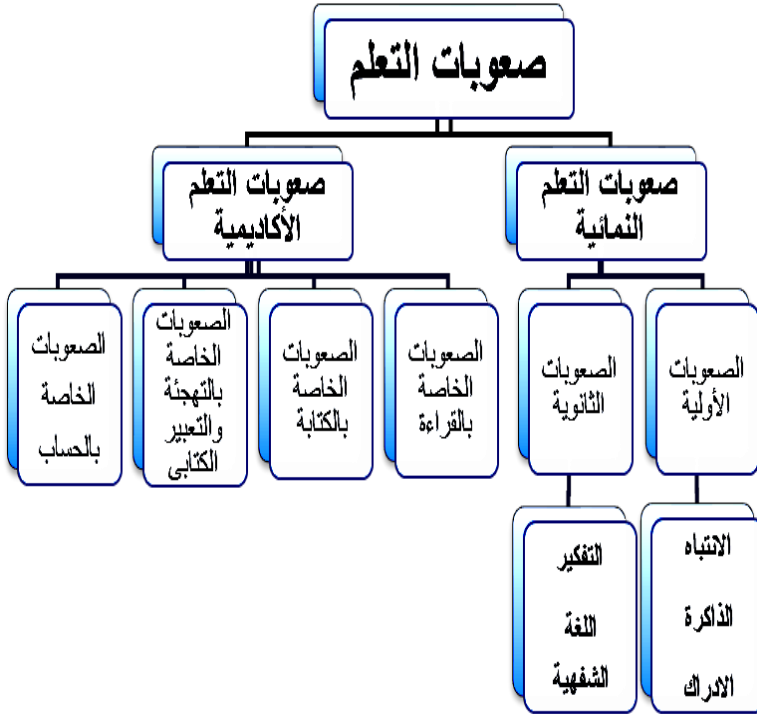 صعوبات التعلم
صعوبات التعلم
النمائية
صعوبات التعلم
الأكاديمية
الصعوبات
الأولية
الصعوبات
الثانوية
الصعوبات
الخاصة
بالقراءة
الصعوبات
الخاصة
بالكتابة
الصعوبات
الخاصة
بالتهجئة
والتعبير
الكتابى
الصعوبات
الخاصة
بالحساب
الانتباه
الذاكرة
الادراك
التفكير
اللغة
الشفهية